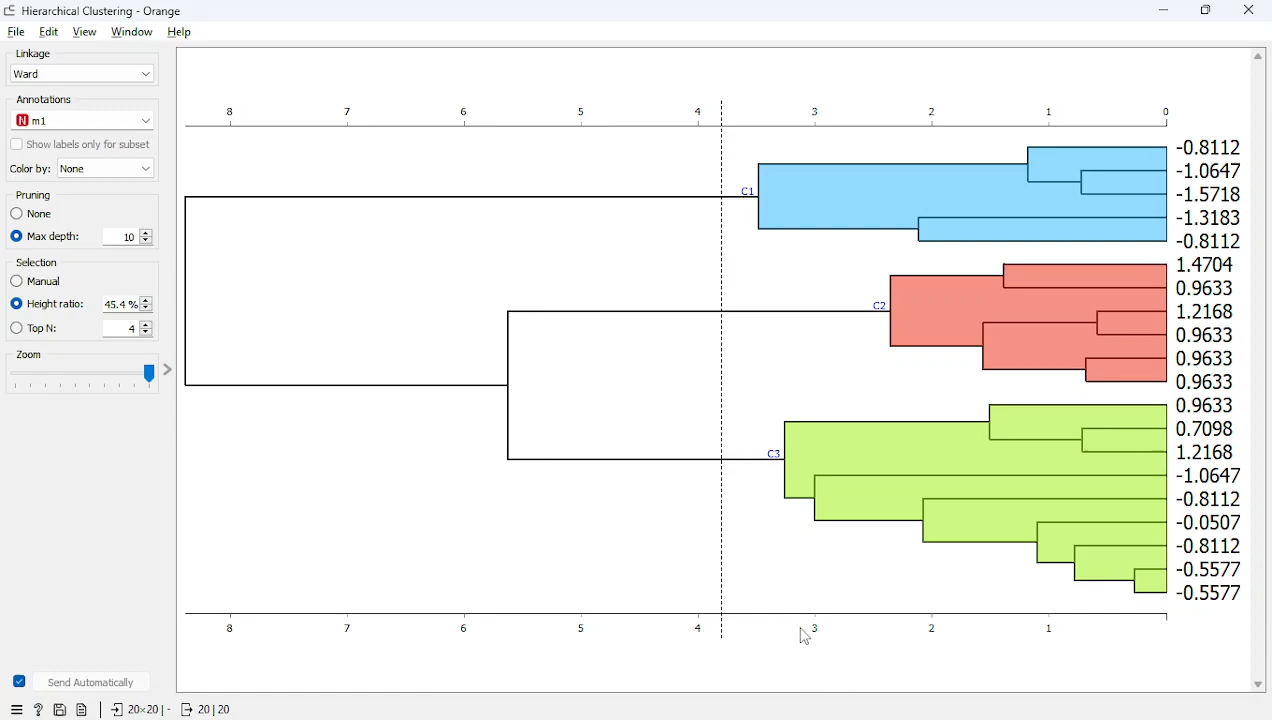 Hierarchical Clustering - Orange
File Edit View Window Help
Linkage
Ward
Annotations
N m1
Show labels only for subset
Color by: None
Pruning
None
Max depth: 10
Selection
Manual
Height ratio: 45.4 %
Top N: 4
Zoom
8 7 6 5 4 3 2 1 0
C1
C2
C3
-0.8112
-1.0647
-1.5718
-1.3183
-0.8112
1.4704
0.9633
1.2168
0.9633
0.9633
0.9633
0.9633
0.7098
1.2168
-1.0647
-0.8112
-0.0507
-0.8112
-0.5577
-0.5577
8 7 6 5 4 3 2 1
Send Automatically
? 20×20 | - 20 | 20